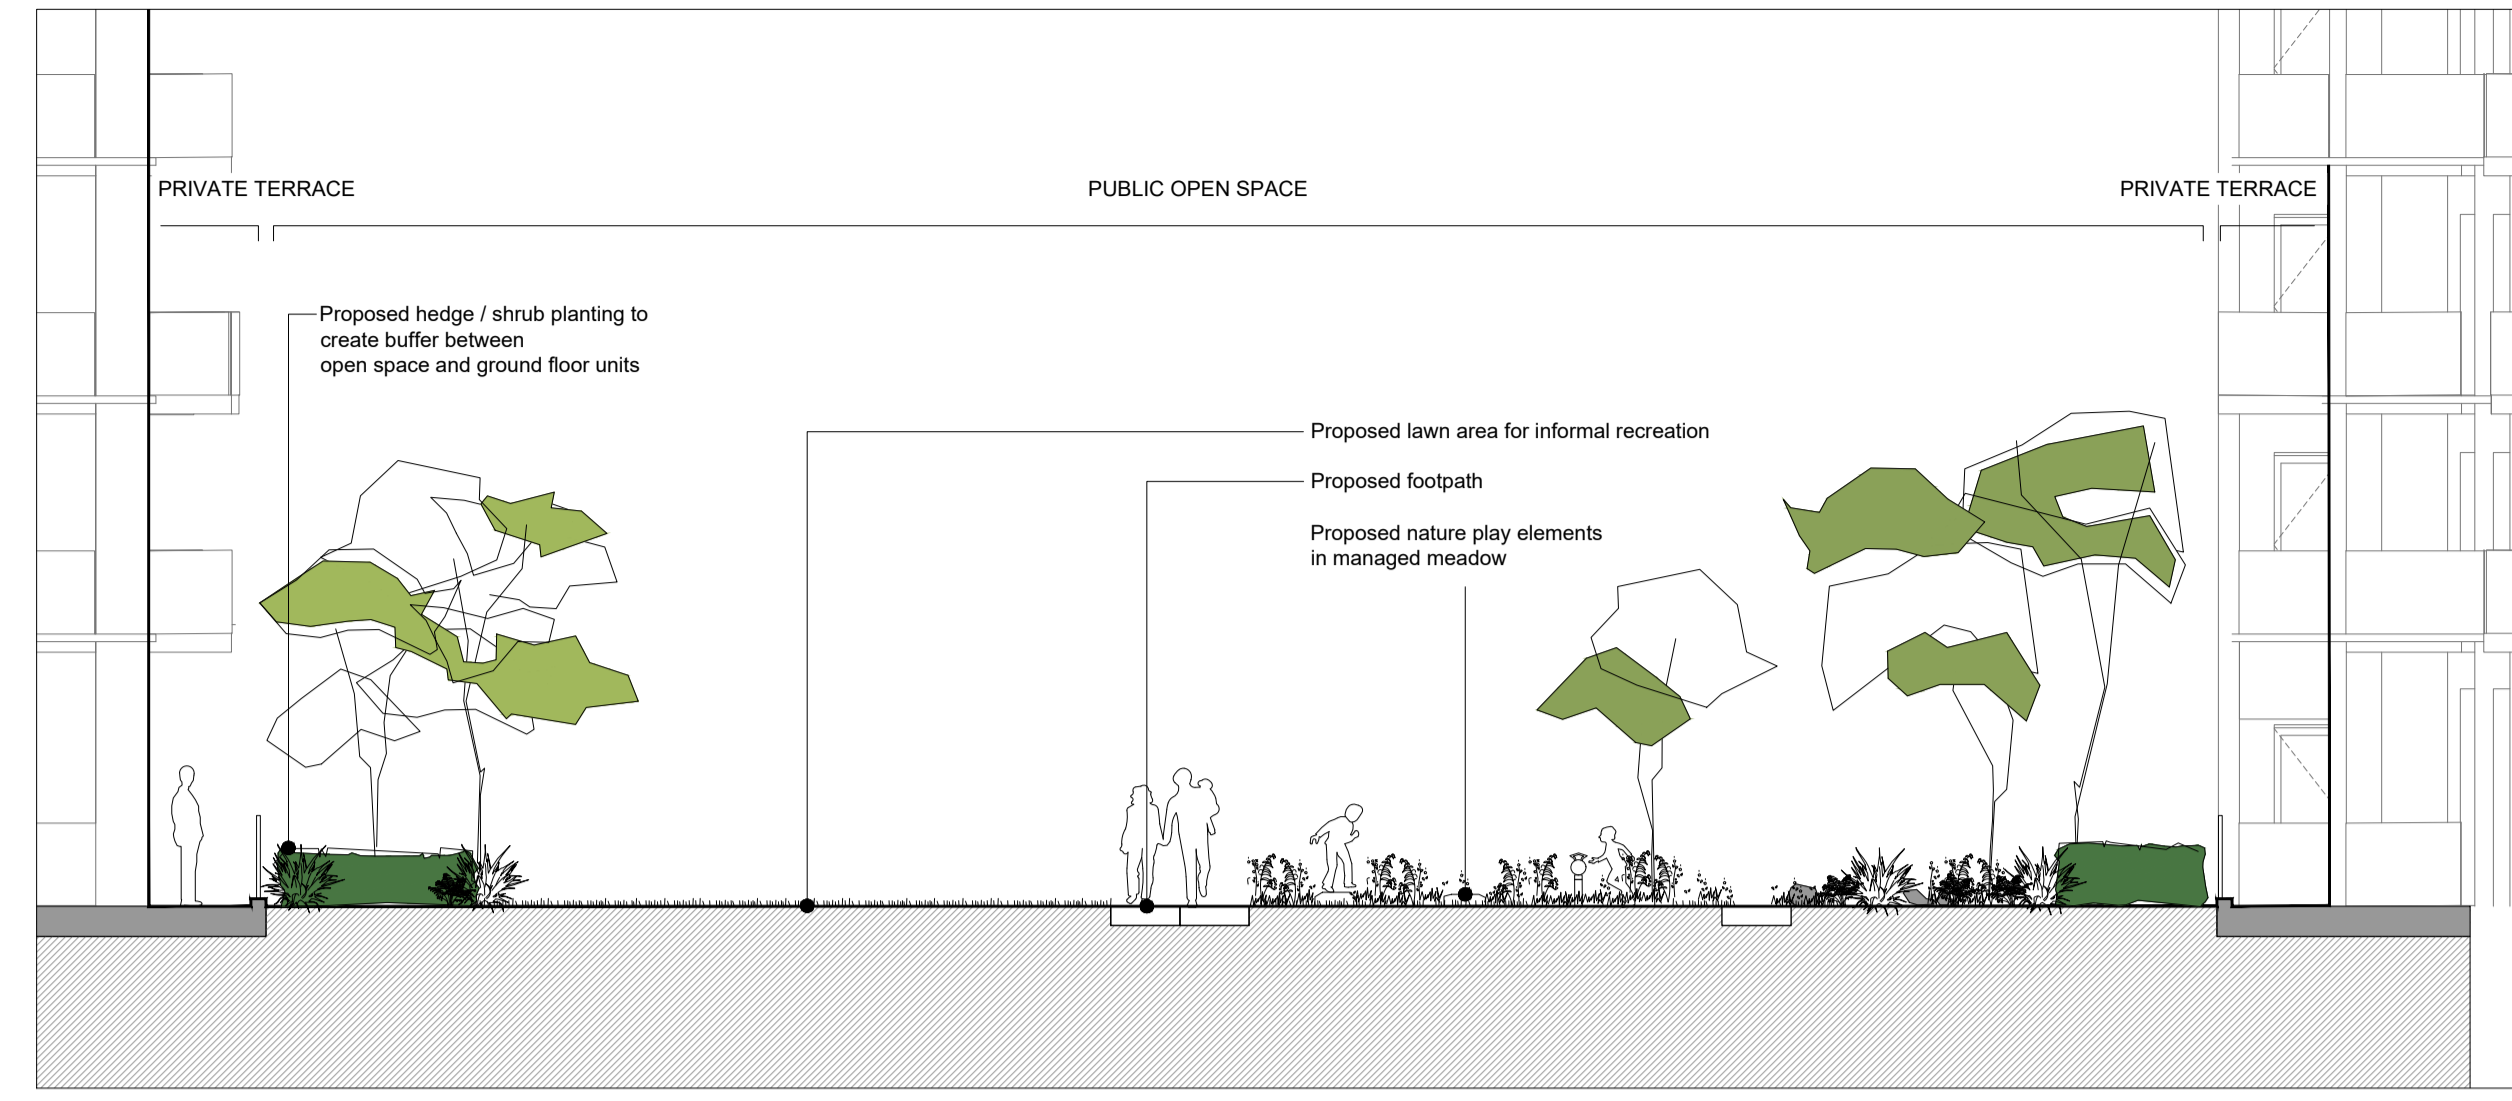 PRIVATE TERRACE
PUBLIC OPEN SPACE
PRIVATE TERRACE
Proposed hedge / shrub planting to
create buffer between
open space and ground floor units
Proposed lawn area for informal recreation
Proposed footpath
Proposed nature play elements
in managed meadow